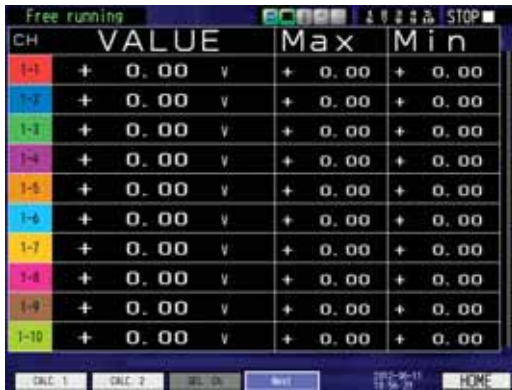 Free running STOP
CH VALUE Max Min
1-1 + 0.00 V + 0.00 + 0.00
1-2 + 0.00 V + 0.00 + 0.00
1-3 + 0.00 V + 0.00 + 0.00
1-4 + 0.00 V + 0.00 + 0.00
1-5 + 0.00 V + 0.00 + 0.00
1-6 + 0.00 V + 0.00 + 0.00
1-7 + 0.00 V + 0.00 + 0.00
1-8 + 0.00 V + 0.00 + 0.00
1-9 + 0.00 V + 0.00 + 0.00
1-10 + 0.00 V + 0.00 + 0.00
CALC 1 CALC 2 Next HOME